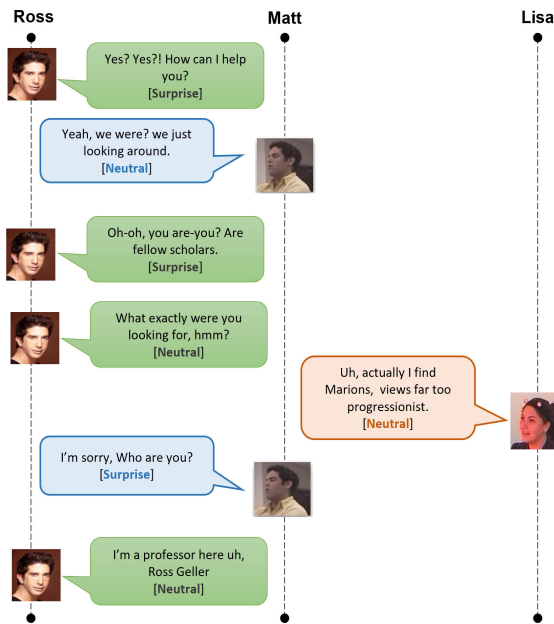 Ross
Matt
Lisa
Yes? Yes?! How can I help
you?
[Surprise]
Yeah, we were? we just
looking around.
[Neutral]
Oh-oh, you are-you? Are
fellow scholars.
[Surprise]
What exactly were you
looking for, hmm?
[Neutral]
Uh, actually I find
Marions, views far too
progressionist.
[Neutral]
I'm sorry, Who are you?
[Surprise]
I'm a professor here uh,
Ross Geller
[Neutral]